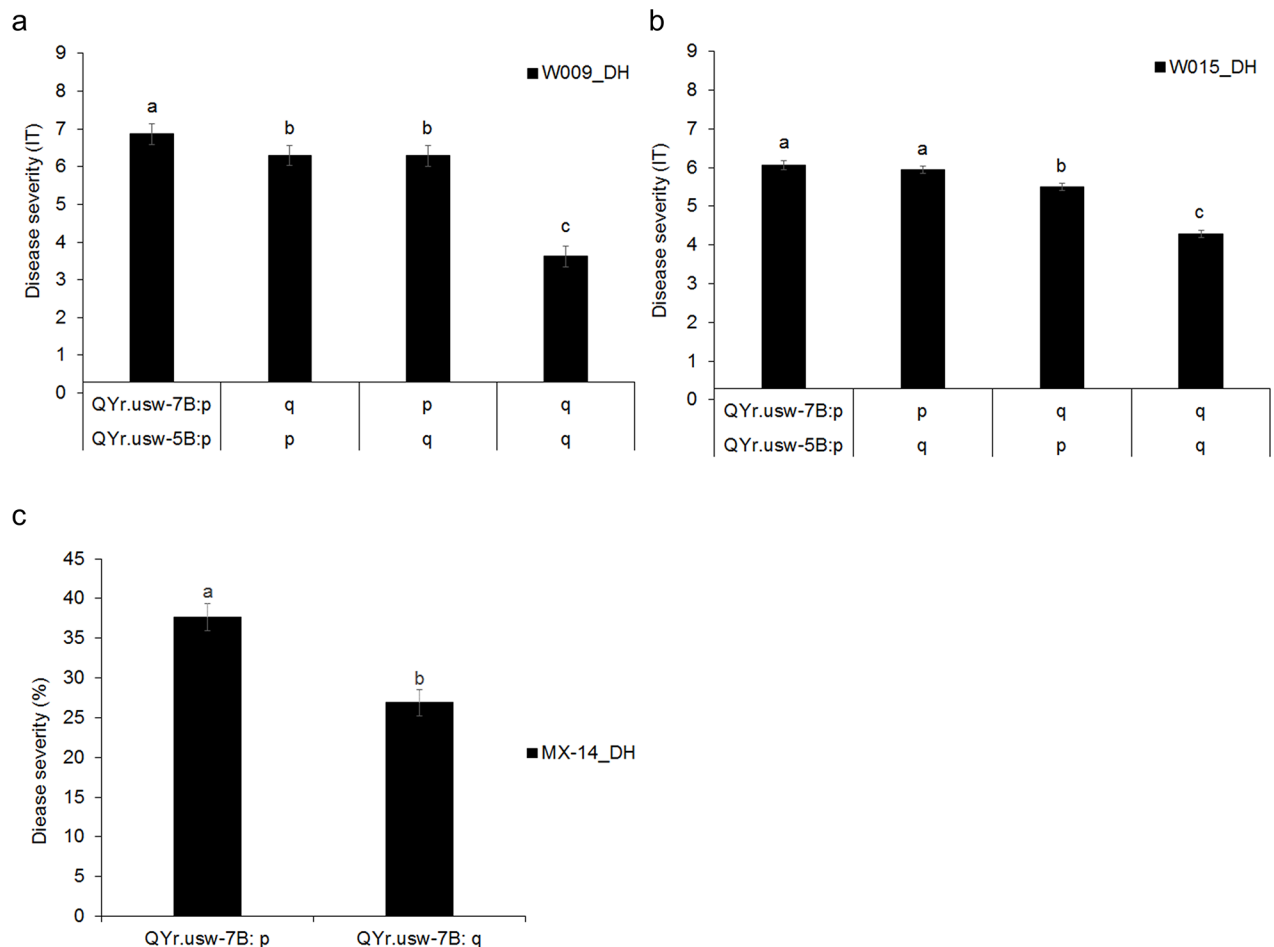 a
9
8
7
6
5
4
3
2
1
0
Disease severity (IT)
W009_DH
a
b
b
c
QYr.usw-7B:p q p q
QYr.usw-5B:p p q q
b
9
8
7
6
5
4
3
2
1
0
Disease severity (IT)
W015_DH
a
a
b
c
QYr.usw-7B:p p q q
QYr.usw-5B:p q p q
c
45
40
35
30
25
20
15
10
5
0
Diease severity (%)
a
b
MX-14_DH
QYr.usw-7B: p QYr.usw-7B: q